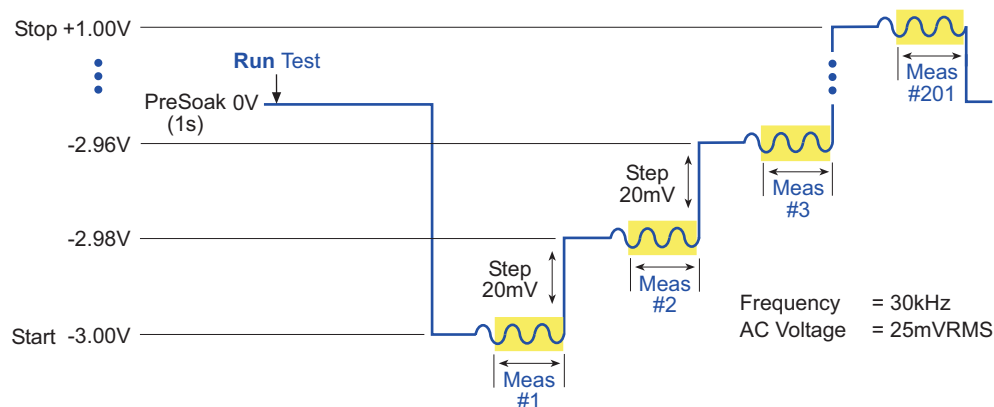 Stop +1.00V
Run Test
PreSoak 0V
(1s)
Meas
#201
-2.96V
Step
20mV
Meas
#3
-2.98V
Step
20mV
Meas
#2
Frequency = 30kHz
AC Voltage = 25mVRMS
Start -3.00V
Meas
#1